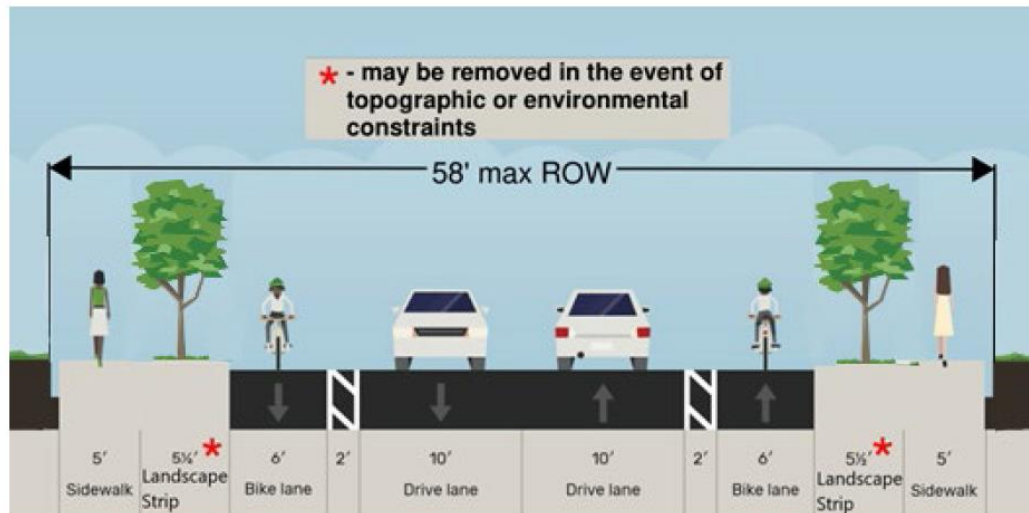 * - may be removed in the event of
topographic or environmental
constraints
58' max ROW
5' 5½' * 6' 2' 10' 10' 2' 6' 5½' * 5'
Sidewalk Landscape Strip Bike lane Drive lane Drive lane Bike lane Landscape Strip Sidewalk